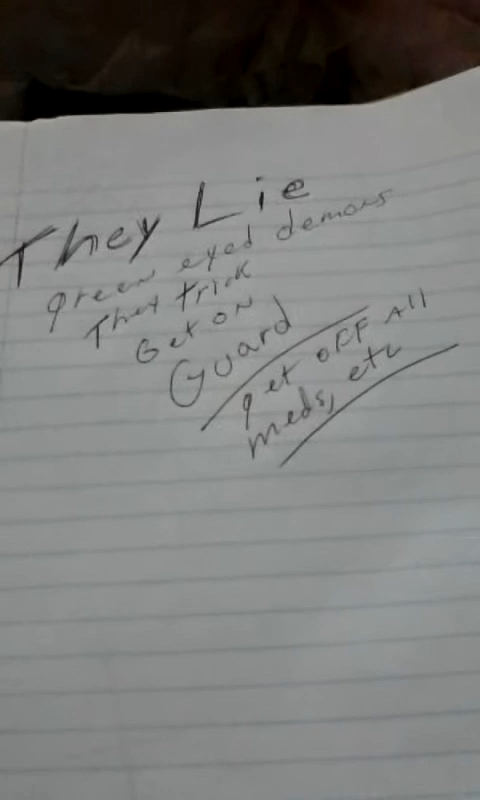 They Lie
green eyed demons
They trick
Get on
Guard
get OFF All
meds, etc